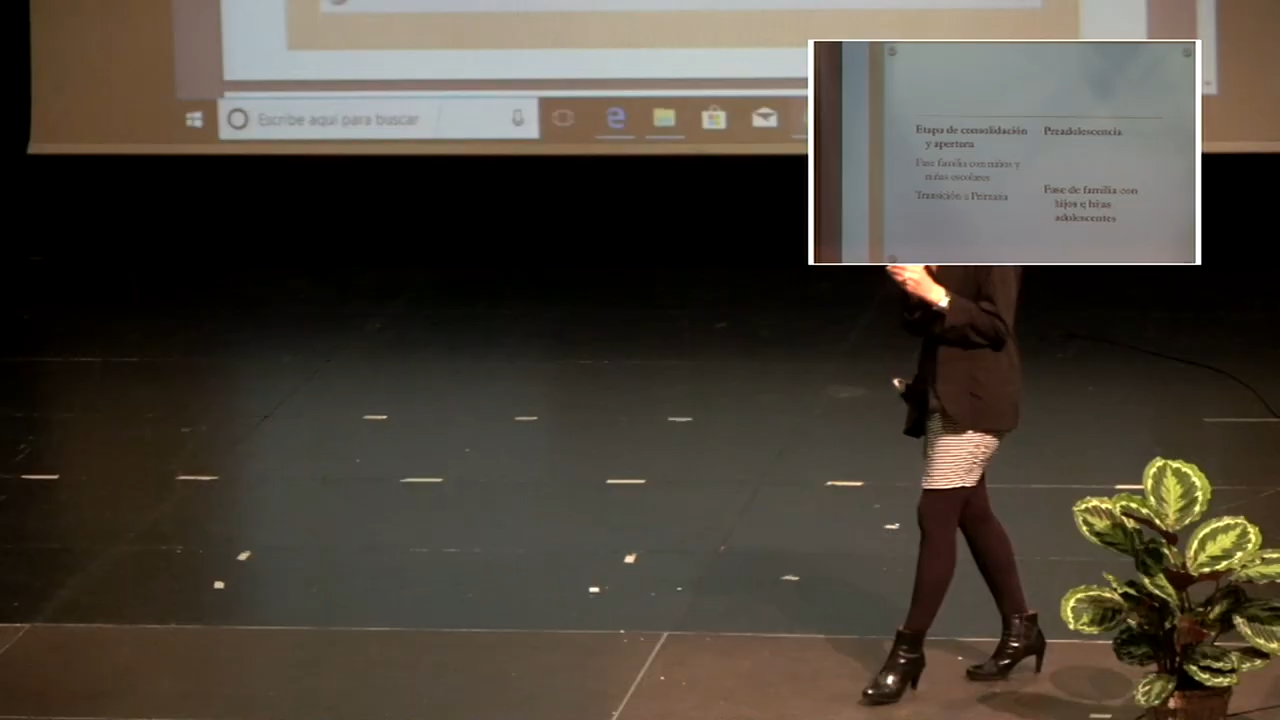 Escribe aquí para buscar
Etapa de consolidación
y apertura
Fase familia con niños y
niñas escolares
Transición a Primaria
Preadolescencia
Fase de familia con
hijos e hijas
adolescentes